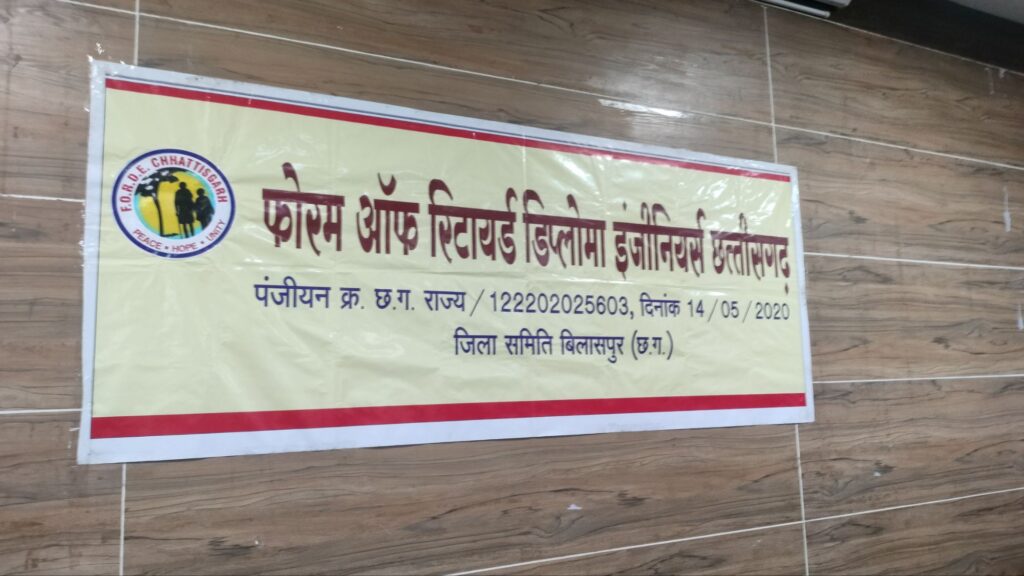 F.O.R.D.E. CHHATTISGARH
PEACE • HOPE • UNITY
फोरम ऑफ रिटायर्ड डिप्लोमा इंजीनियर्स छत्तीसगढ़
पंजीयन क्र. छ.ग. राज्य / 122202025603, दिनांक 14 / 05 / 2020
जिला समिति बिलासपुर (छ.ग.)